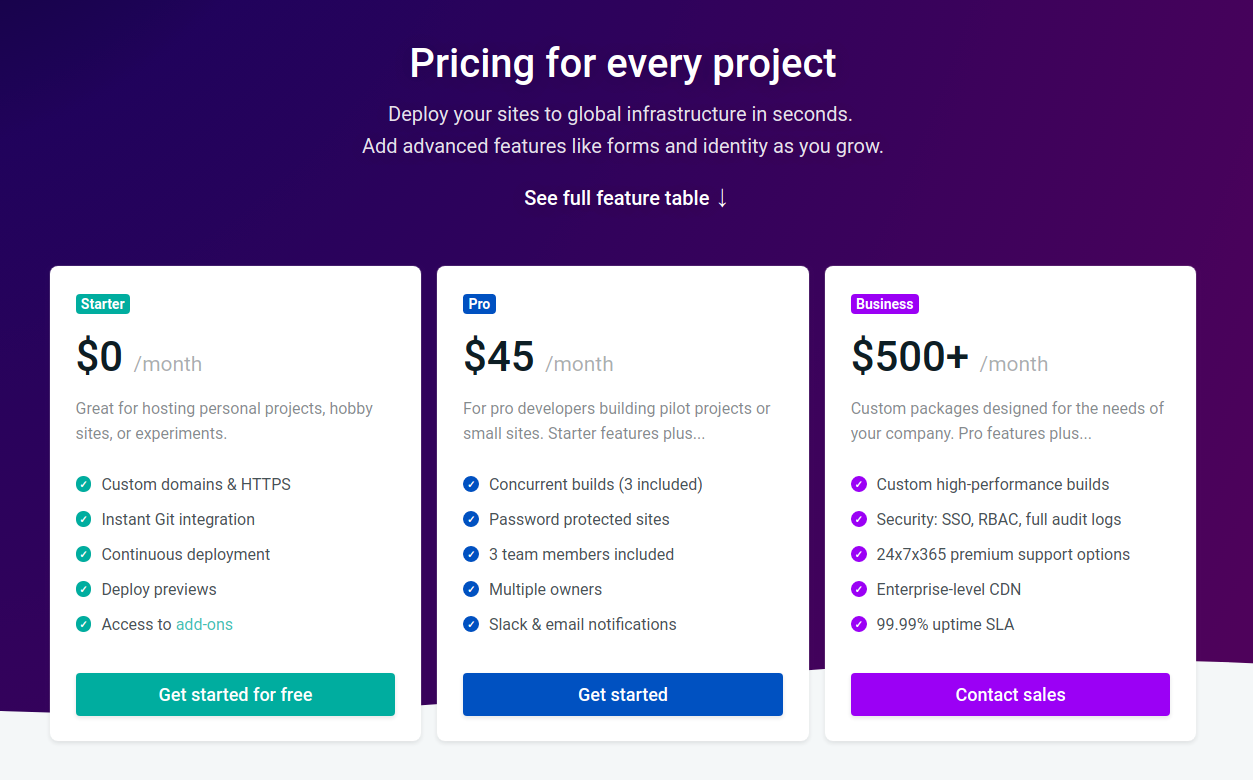 Pricing for every project
Deploy your sites to global infrastructure in seconds.
Add advanced features like forms and identity as you grow.
See full feature table ↓
Starter
$0 /month
Great for hosting personal projects, hobby
sites, or experiments.
Custom domains & HTTPS
Instant Git integration
Continuous deployment
Deploy previews
Access to add-ons
Get started for free
Pro
$45 /month
For pro developers building pilot projects or
small sites. Starter features plus...
Concurrent builds (3 included)
Password protected sites
3 team members included
Multiple owners
Slack & email notifications
Get started
Business
$500+ /month
Custom packages designed for the needs of
your company. Pro features plus...
Custom high-performance builds
Security: SSO, RBAC, full audit logs
24x7x365 premium support options
Enterprise-level CDN
99.99% uptime SLA
Contact sales